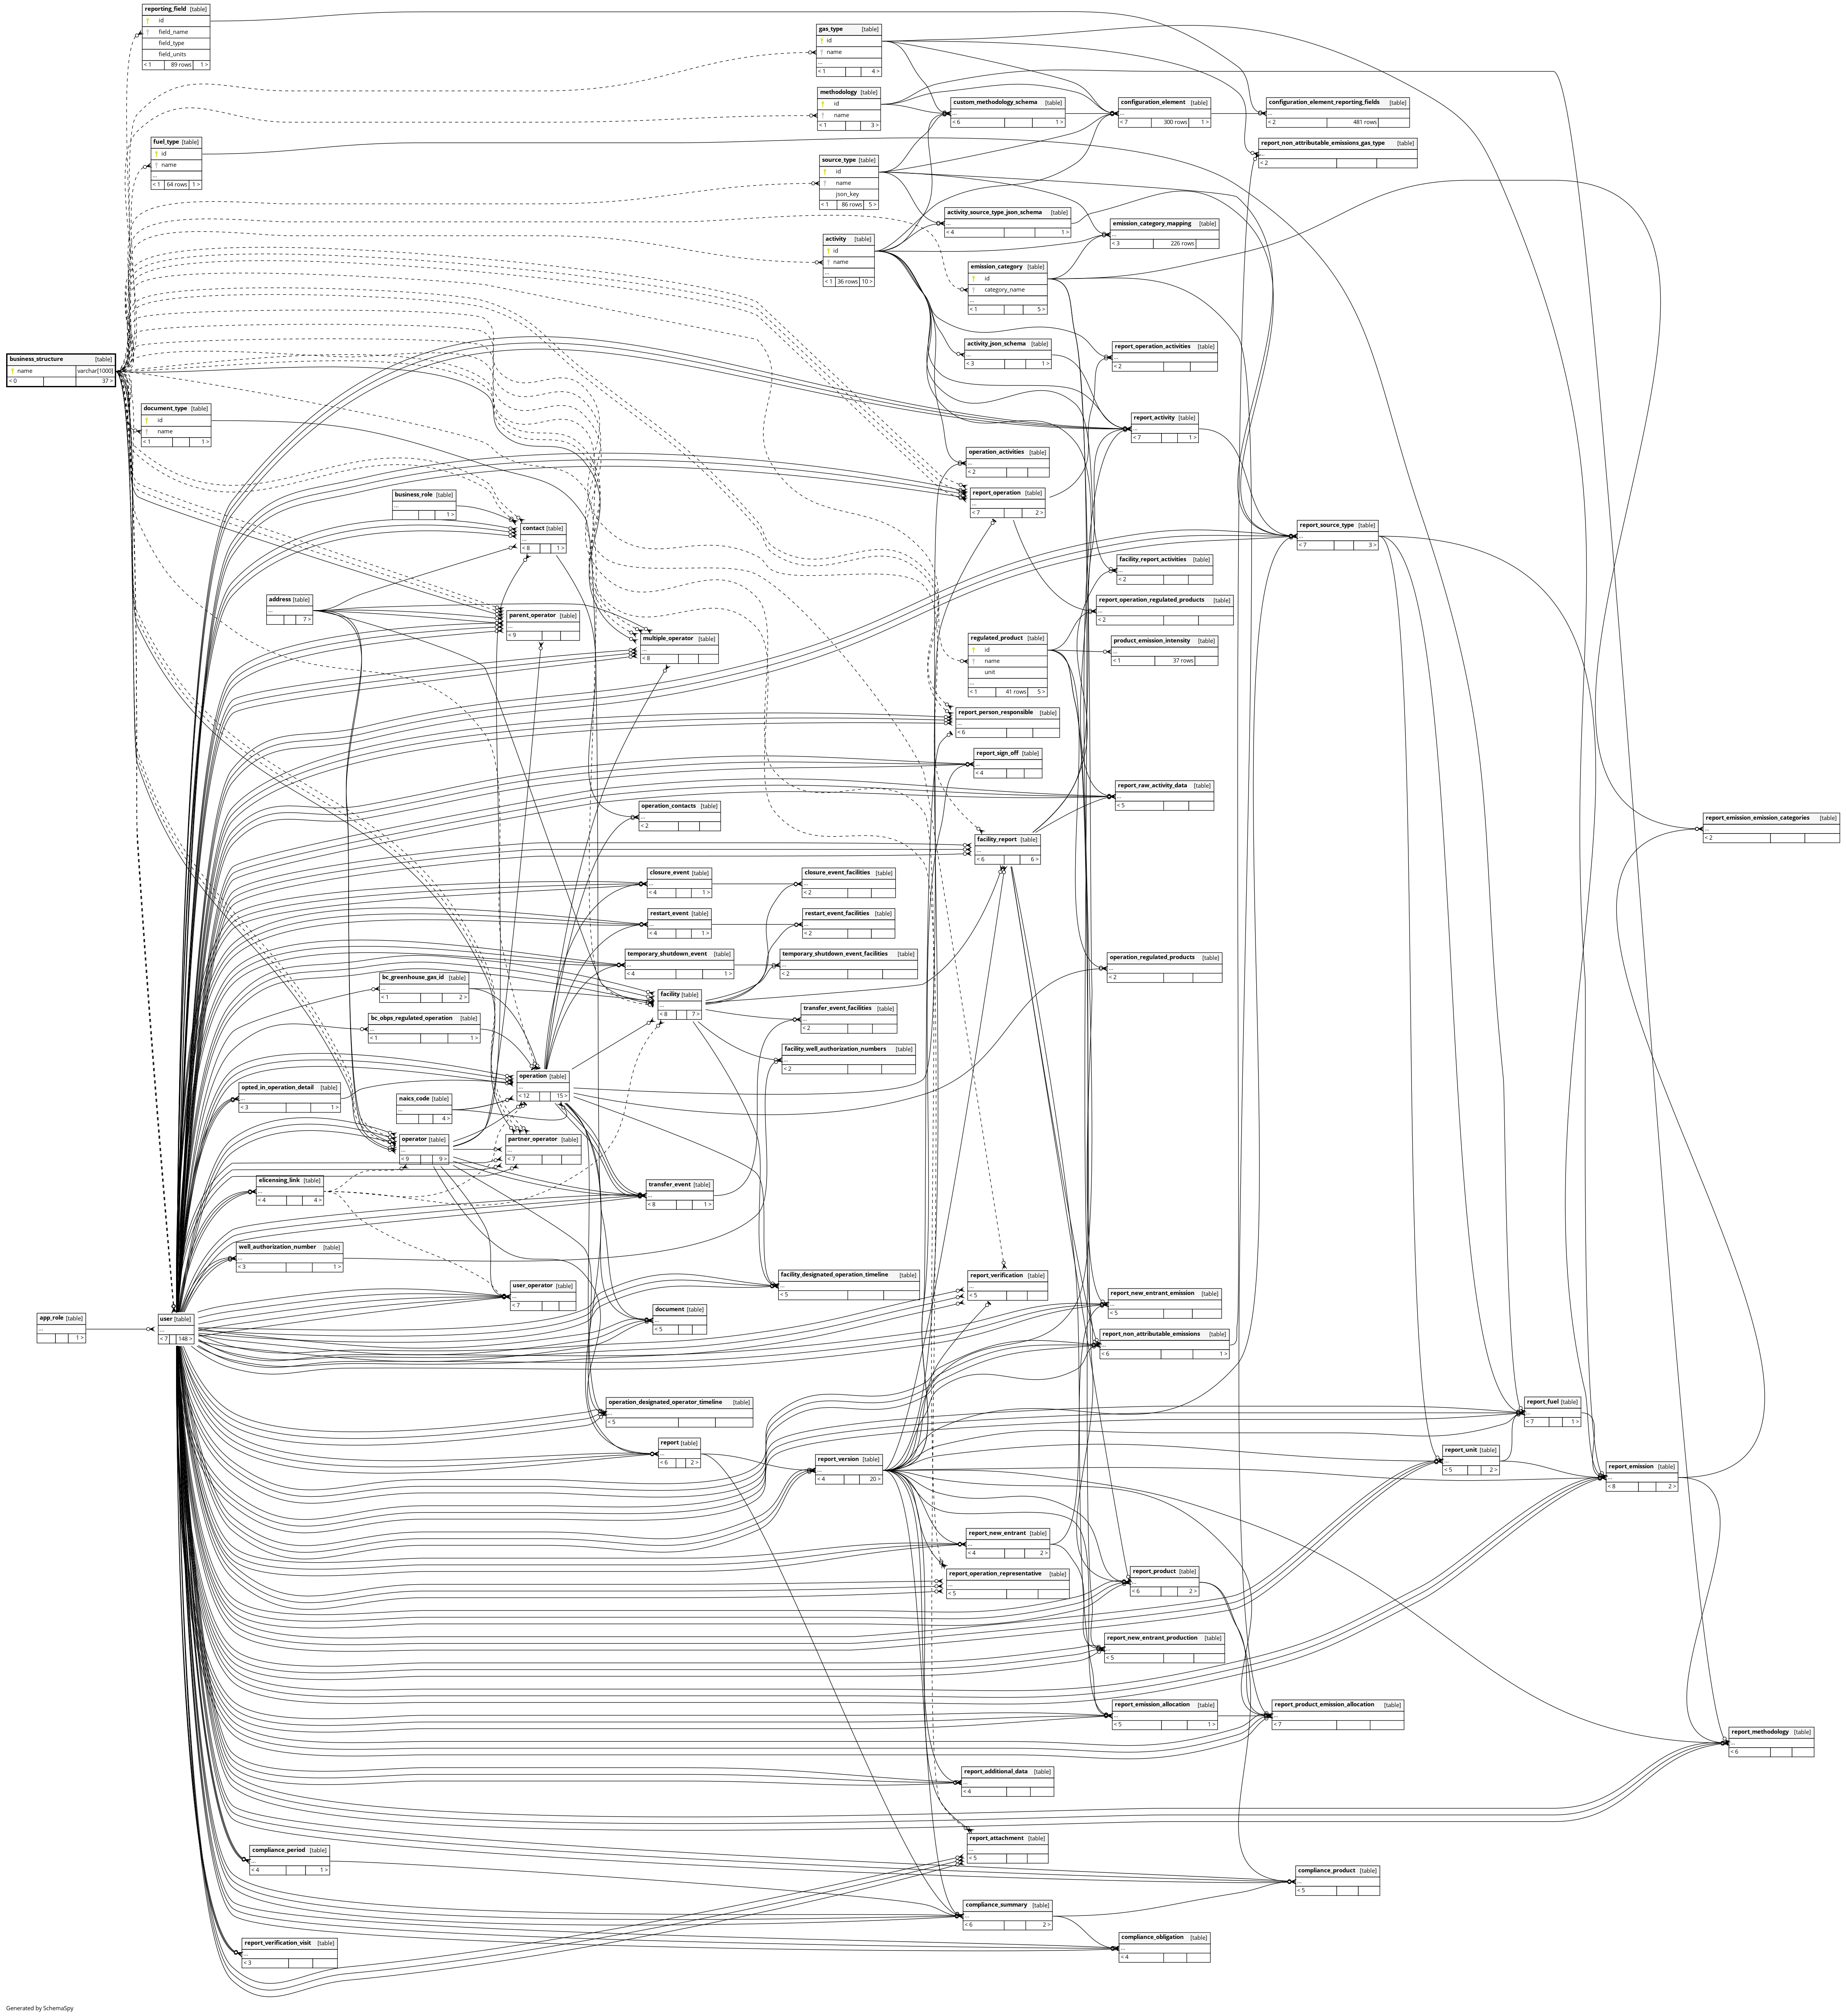 reporting_field [table]
id
field_name
field_type
field_units
< 1 89 rows 1 >
gas_type [table]
id
name
...
< 1 4 >
methodology [table]
id
name
< 1 3 >
custom_methodology_schema [table]
...
< 6 1 >
configuration_element [table]
...
< 7 300 rows 1 >
configuration_element_reporting_fields [table]
...
< 2 481 rows
fuel_type [table]
id
name
...
< 1 64 rows 1 >
report_non_attributable_emissions_gas_type [table]
...
< 2
source_type [table]
id
name
json_key
< 1 86 rows 5 >
activity_source_type_json_schema [table]
...
< 4 1 >
emission_category_mapping [table]
...
< 3 226 rows
activity [table]
id
name
...
< 1 36 rows 10 >
emission_category [table]
id
category_name
...
< 1 5 >
activity_json_schema [table]
...
< 3 1 >
report_operation_activities [table]
...
< 2
business_structure [table]
name varchar[1000]
< 0 37 >
document_type [table]
id
name
< 1 1 >
report_activity [table]
...
< 7 1 >
operation_activities [table]
...
< 2
business_role [table]
...
1 >
report_operation [table]
...
< 7 2 >
contact [table]
...
< 8 1 >
report_source_type [table]
...
< 7 3 >
facility_report_activities [table]
...
< 2
address [table]
...
7 >
report_operation_regulated_products [table]
...
< 2
parent_operator [table]
...
< 9
multiple_operator [table]
...
< 8
regulated_product [table]
id
name
unit
...
< 1 41 rows 5 >
product_emission_intensity [table]
...
< 1 37 rows
report_person_responsible [table]
...
< 6
report_sign_off [table]
...
< 4
report_raw_activity_data [table]
...
< 5
operation_contacts [table]
...
< 2
report_emission_emission_categories [table]
...
< 2
facility_report [table]
...
< 6 6 >
closure_event [table]
...
< 4 1 >
closure_event_facilities [table]
...
< 2
restart_event [table]
...
< 4 1 >
restart_event_facilities [table]
...
< 2
temporary_shutdown_event [table]
...
< 4 1 >
temporary_shutdown_event_facilities [table]
...
< 2
operation_regulated_products [table]
...
< 2
bc_greenhouse_gas_id [table]
...
< 1 2 >
facility [table]
...
< 8 7 >
transfer_event_facilities [table]
...
< 2
bc_obps_regulated_operation [table]
...
< 1 1 >
facility_well_authorization_numbers [table]
...
< 2
operation [table]
...
< 12 15 >
opted_in_operation_detail [table]
...
< 3 1 >
naics_code [table]
...
4 >
operator [table]
...
< 9 9 >
partner_operator [table]
...
< 7
elicensing_link [table]
...
< 4 4 >
transfer_event [table]
...
< 8 1 >
well_authorization_number [table]
...
< 3 1 >
facility_designated_operation_timeline [table]
...
< 5
report_verification [table]
...
< 5
user_operator [table]
...
< 7
report_new_entrant_emission [table]
...
< 5
document [table]
...
< 5
app_role [table]
...
1 >
user [table]
...
< 7 148 >
report_non_attributable_emissions [table]
...
< 6 1 >
operation_designated_operator_timeline [table]
...
< 5
report_fuel [table]
...
< 7 1 >
report [table]
...
< 6 2 >
report_version [table]
...
< 4 20 >
report_unit [table]
...
< 5 2 >
report_emission [table]
...
< 8 2 >
report_new_entrant [table]
...
< 4 2 >
report_operation_representative [table]
...
< 5
report_product [table]
...
< 6 2 >
report_new_entrant_production [table]
...
< 5
report_emission_allocation [table]
...
< 5 1 >
report_product_emission_allocation [table]
...
< 7
report_methodology [table]
...
< 6
report_additional_data [table]
...
< 4
report_attachment [table]
...
< 5
compliance_period [table]
...
< 4 1 >
compliance_product [table]
...
< 5
compliance_summary [table]
...
< 6 2 >
compliance_obligation [table]
...
< 4
report_verification_visit [table]
...
< 3
Generated by SchemaSpy